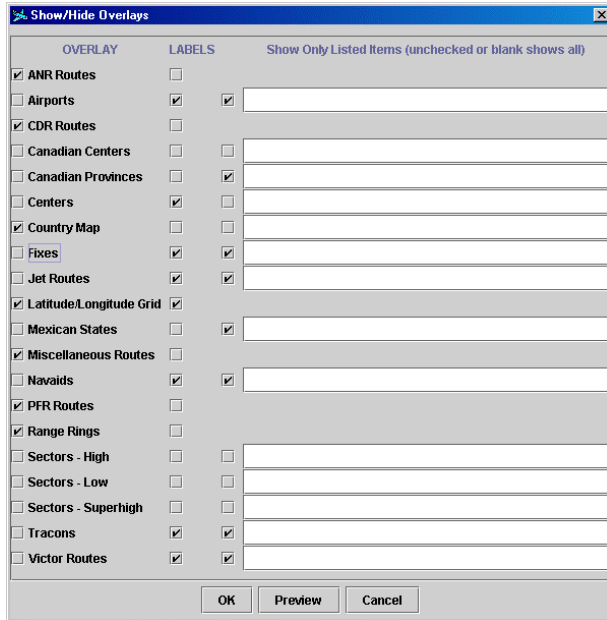 Show/Hide Overlays
OVERLAY LABELS Show Only Listed Items (unchecked or blank shows all)
ANR Routes
Airports
CDR Routes
Canadian Centers
Canadian Provinces
Centers
Country Map
Fixes
Jet Routes
Latitude/Longitude Grid
Mexican States
Miscellaneous Routes
Navaids
PFR Routes
Range Rings
Sectors - High
Sectors - Low
Sectors - Superhigh
Tracons
Victor Routes
OK Preview Cancel